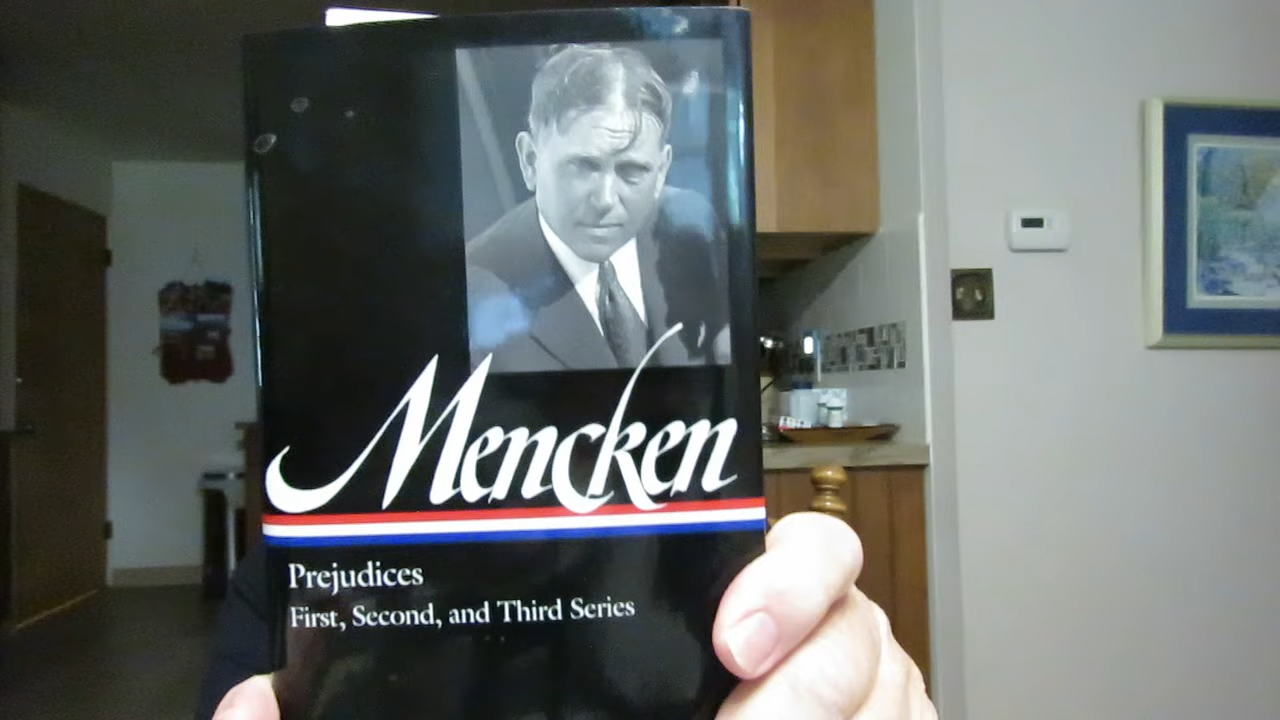 Mencken
Prejudices
First, Second, and Third Series